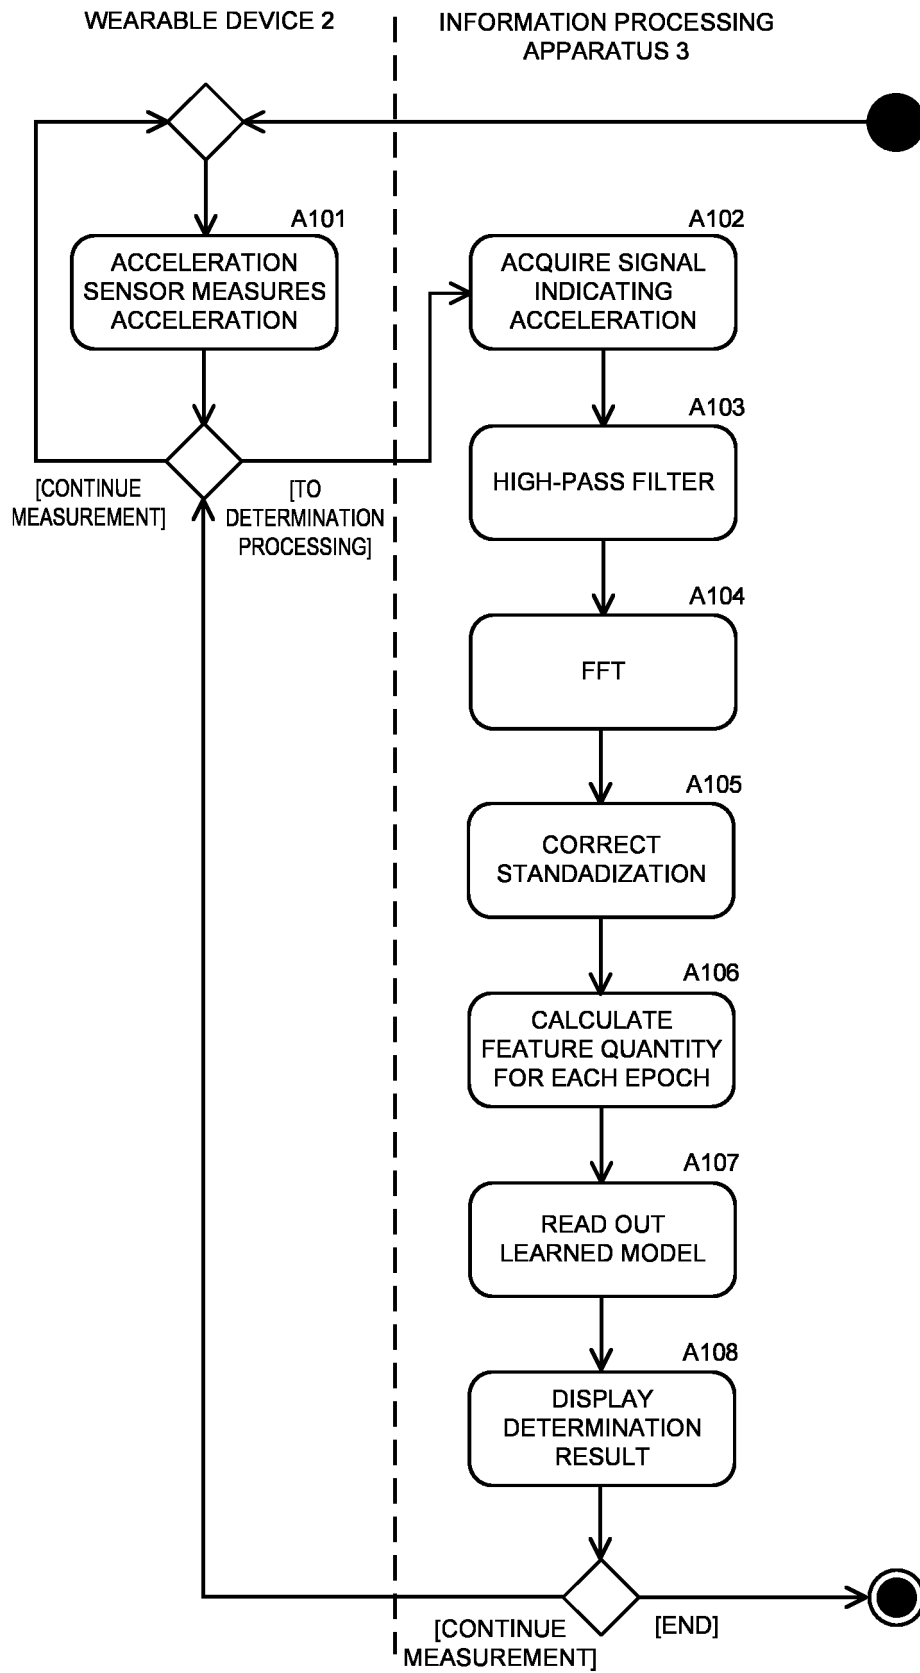 WEARABLE DEVICE 2
INFORMATION PROCESSING
APPARATUS 3
A101
ACCELERATION
SENSOR MEASURES
ACCELERATION
[CONTINUE
MEASUREMENT]
[TO
DETERMINATION
PROCESSING]
A102
ACQUIRE SIGNAL
INDICATING
ACCELERATION
A103
HIGH-PASS FILTER
A104
FFT
A105
CORRECT
STANDADIZATION
A106
CALCULATE
FEATURE QUANTITY
FOR EACH EPOCH
A107
READ OUT
LEARNED MODEL
A108
DISPLAY
DETERMINATION
RESULT
[CONTINUE
MEASUREMENT]
[END]